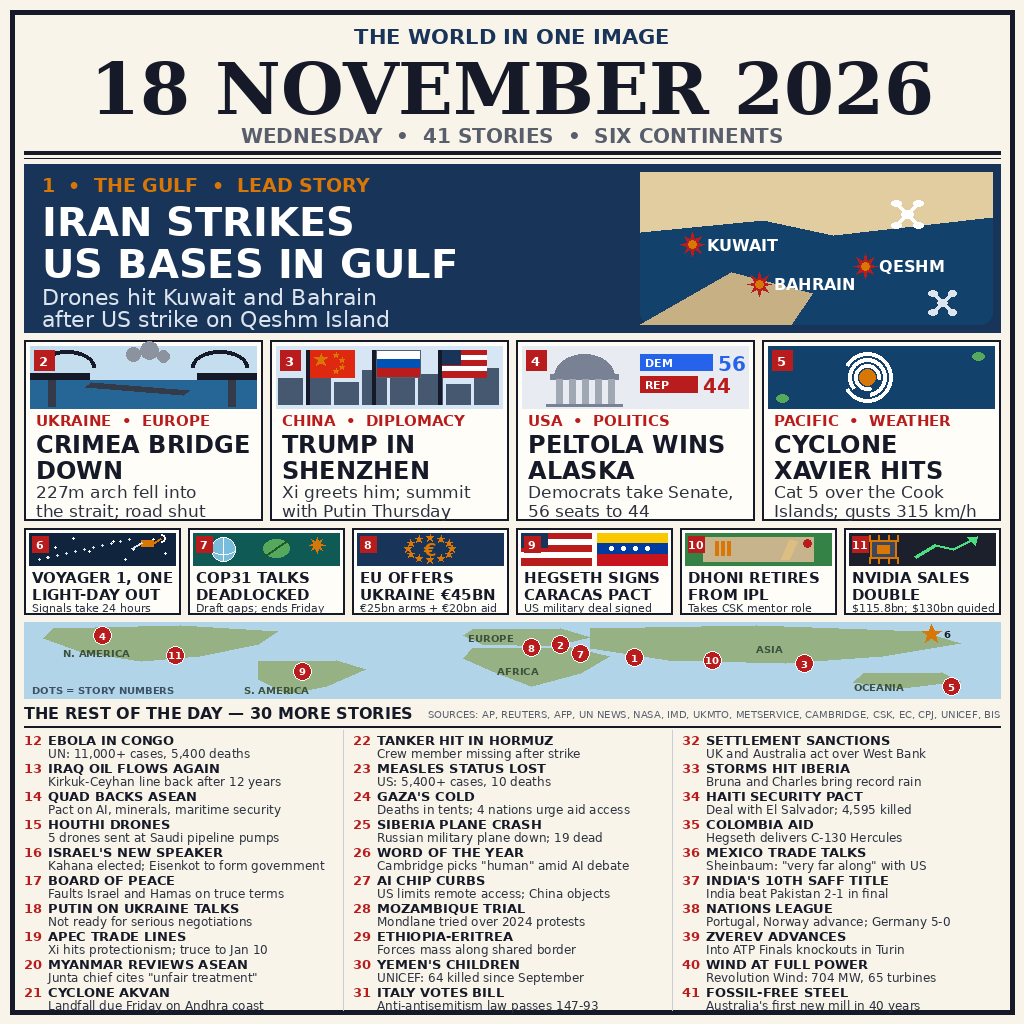 THE WORLD IN ONE IMAGE
18 NOVEMBER 2026
WEDNESDAY • 41 STORIES • SIX CONTINENTS
1 • THE GULF • LEAD STORY
IRAN STRIKES
US BASES IN GULF
Drones hit Kuwait and Bahrain
after US strike on Qeshm Island
KUWAIT
QESHM
BAHRAIN
2
UKRAINE • EUROPE
CRIMEA BRIDGE
DOWN
227m arch fell into
the strait; road shut
3
CHINA • DIPLOMACY
TRUMP IN
SHENZHEN
Xi greets him; summit
with Putin Thursday
4
DEM 56
REP 44
USA • POLITICS
PELTOLA WINS
ALASKA
Democrats take Senate,
56 seats to 44
5
PACIFIC • WEATHER
CYCLONE
XAVIER HITS
Cat 5 over the Cook
Islands; gusts 315 km/h
6
VOYAGER 1, ONE
LIGHT-DAY OUT
Signals take 24 hours
7
COP31 TALKS
DEADLOCKED
Draft gaps; ends Friday
8
€
EU OFFERS
UKRAINE €45BN
€25bn arms + €20bn aid
9
HEGSETH SIGNS
CARACAS PACT
US military deal signed
10
DHONI RETIRES
FROM IPL
Takes CSK mentor role
11
NVIDIA SALES
DOUBLE
$115.8bn; $130bn guided
4
N. AMERICA
11
9
S. AMERICA
DOTS = STORY NUMBERS
EUROPE
8
2
7
AFRICA
1
10
ASIA
3
6
OCEANIA
5
THE REST OF THE DAY — 30 MORE STORIES
SOURCES: AP, REUTERS, AFP, UN NEWS, NASA, IMD, UKMTO, METSERVICE, CAMBRIDGE, CSK, EC, CPJ, UNICEF, BIS
12 EBOLA IN CONGO
UN: 11,000+ cases, 5,400 deaths
13 IRAQ OIL FLOWS AGAIN
Kirkuk-Ceyhan line back after 12 years
14 QUAD BACKS ASEAN
Pact on AI, minerals, maritime security
15 HOUTHI DRONES
5 drones sent at Saudi pipeline pumps
16 ISRAEL'S NEW SPEAKER
Kahana elected; Eisenkot to form government
17 BOARD OF PEACE
Faults Israel and Hamas on truce terms
18 PUTIN ON UKRAINE TALKS
Not ready for serious negotiations
19 APEC TRADE LINES
Xi hits protectionism; truce to Jan 10
20 MYANMAR REVIEWS ASEAN
Junta chief cites "unfair treatment"
21 CYCLONE AKVAN
Landfall due Friday on Andhra coast
22 TANKER HIT IN HORMUZ
Crew member missing after strike
23 MEASLES STATUS LOST
US: 5,400+ cases, 10 deaths
24 GAZA'S COLD
Deaths in tents; 4 nations urge aid access
25 SIBERIA PLANE CRASH
Russian military plane down; 19 dead
26 WORD OF THE YEAR
Cambridge picks "human" amid AI debate
27 AI CHIP CURBS
US limits remote access; China objects
28 MOZAMBIQUE TRIAL
Mondlane tried over 2024 protests
29 ETHIOPIA-ERITREA
Forces mass along shared border
30 YEMEN'S CHILDREN
UNICEF: 64 killed since September
31 ITALY VOTES BILL
Anti-antisemitism law passes 147-93
32 SETTLEMENT SANCTIONS
UK and Australia act over West Bank
33 STORMS HIT IBERIA
Bruna and Charles bring record rain
34 HAITI SECURITY PACT
Deal with El Salvador; 4,595 killed
35 COLOMBIA AID
Hegseth delivers C-130 Hercules
36 MEXICO TRADE TALKS
Sheinbaum: "very far along" with US
37 INDIA'S 10TH SAFF TITLE
India beat Pakistan 2-1 in final
38 NATIONS LEAGUE
Portugal, Norway advance; Germany 5-0
39 ZVEREV ADVANCES
Into ATP Finals knockouts in Turin
40 WIND AT FULL POWER
Revolution Wind: 704 MW, 65 turbines
41 FOSSIL-FREE STEEL
Australia's first new mill in 40 years